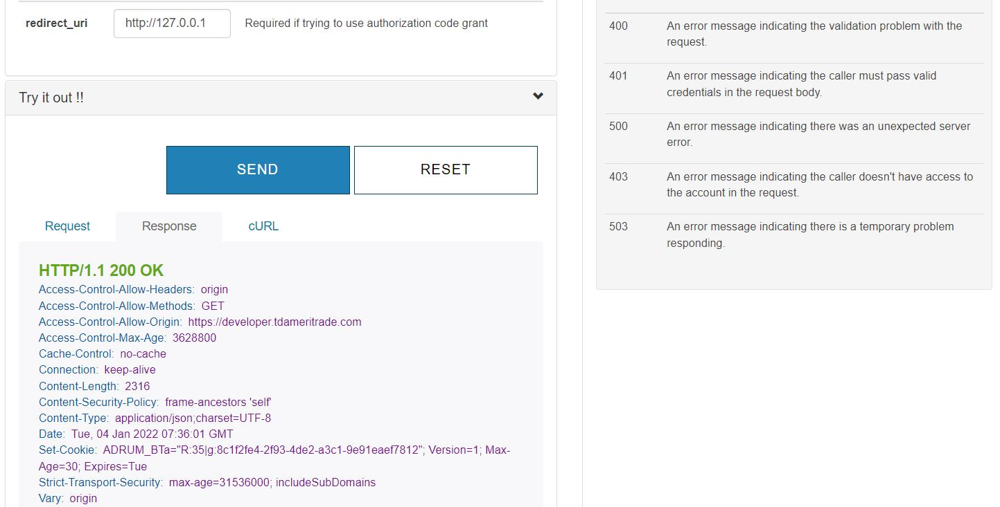 redirect_uri http://127.0.0.1 Required if trying to use authorization code grant
Try it out !!
SEND RESET
Request Response cURL
HTTP/1.1 200 OK
Access-Control-Allow-Headers: origin
Access-Control-Allow-Methods: GET
Access-Control-Allow-Origin: https://developer.tdameritrade.com
Access-Control-Max-Age: 3628800
Cache-Control: no-cache
Connection: keep-alive
Content-Length: 2316
Content-Security-Policy: frame-ancestors 'self'
Content-Type: application/json;charset=UTF-8
Date: Tue, 04 Jan 2022 07:36:01 GMT
Set-Cookie: ADRUM_BTa="R:35|g:8c1f2fe4-2f93-4de2-a3c1-9e91eaef7812"; Version=1; Max-
Age=30; Expires=Tue
Strict-Transport-Security: max-age=31536000; includeSubDomains
Vary: origin
400 An error message indicating the validation problem with the
request.
401 An error message indicating the caller must pass valid
credentials in the request body.
500 An error message indicating there was an unexpected server
error.
403 An error message indicating the caller doesn't have access to
the account in the request.
503 An error message indicating there is a temporary problem
responding.